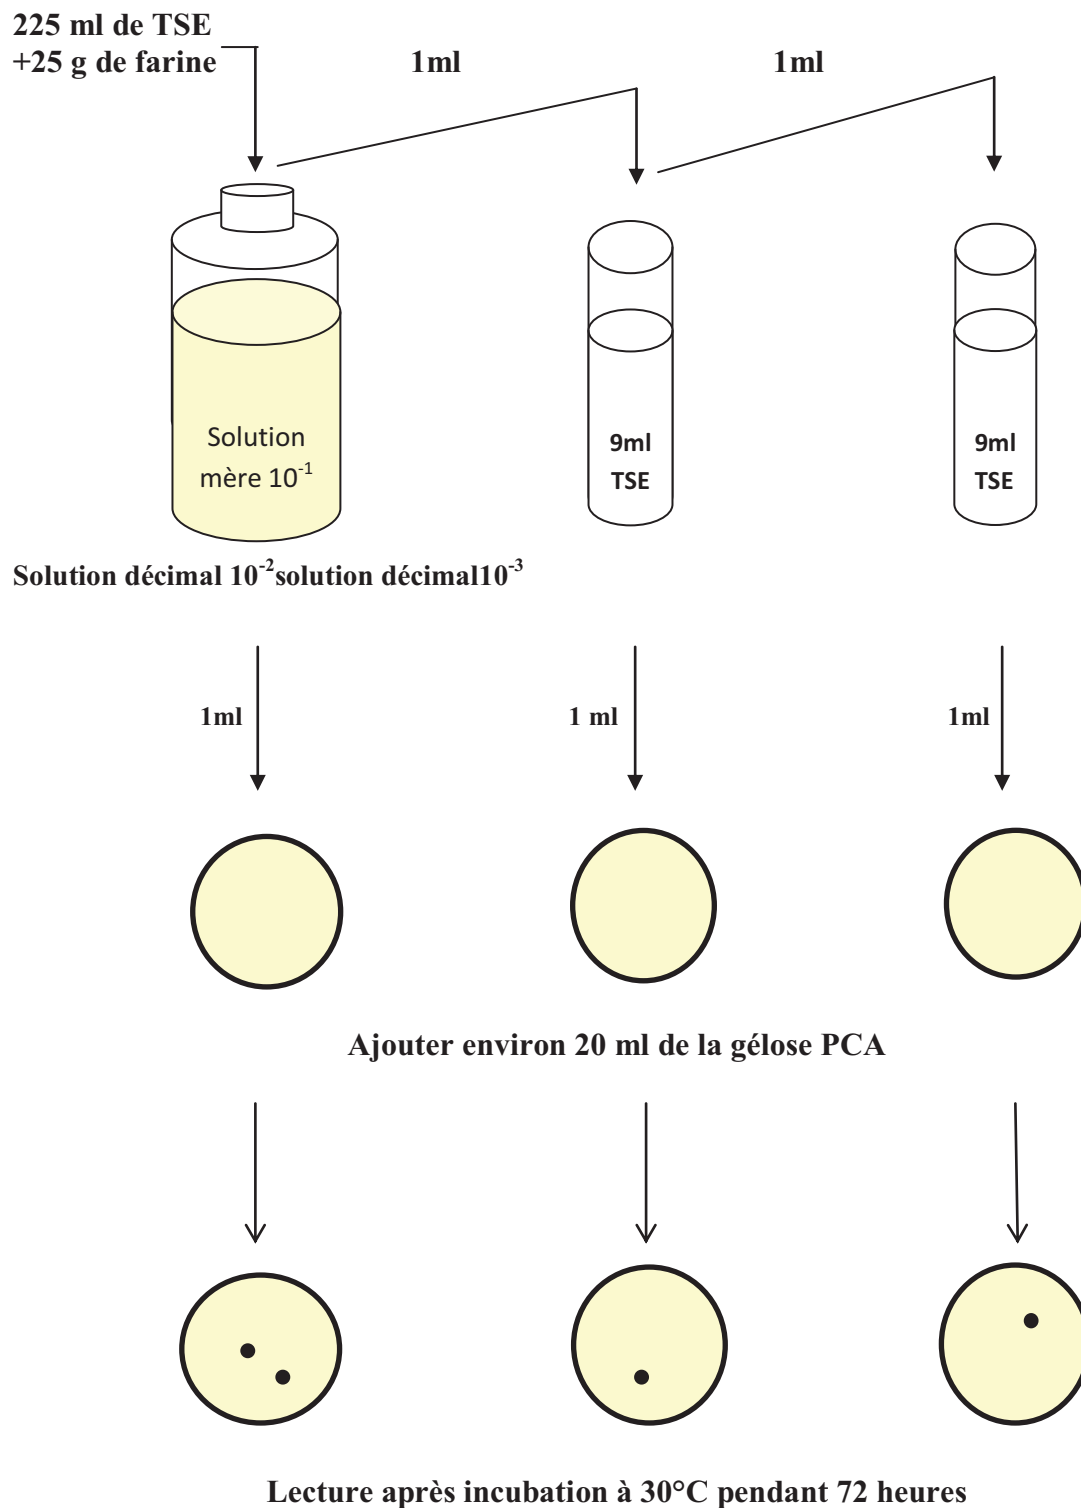 225 ml de TSE
+25 g de farine
1ml
1ml
Solution
mère 10⁻¹
9ml
TSE
9ml
TSE
Solution décimal 10⁻²solution décimal10⁻³
1ml
1 ml
1ml
Ajouter environ 20 ml de la gélose PCA
Lecture après incubation à 30°C pendant 72 heures